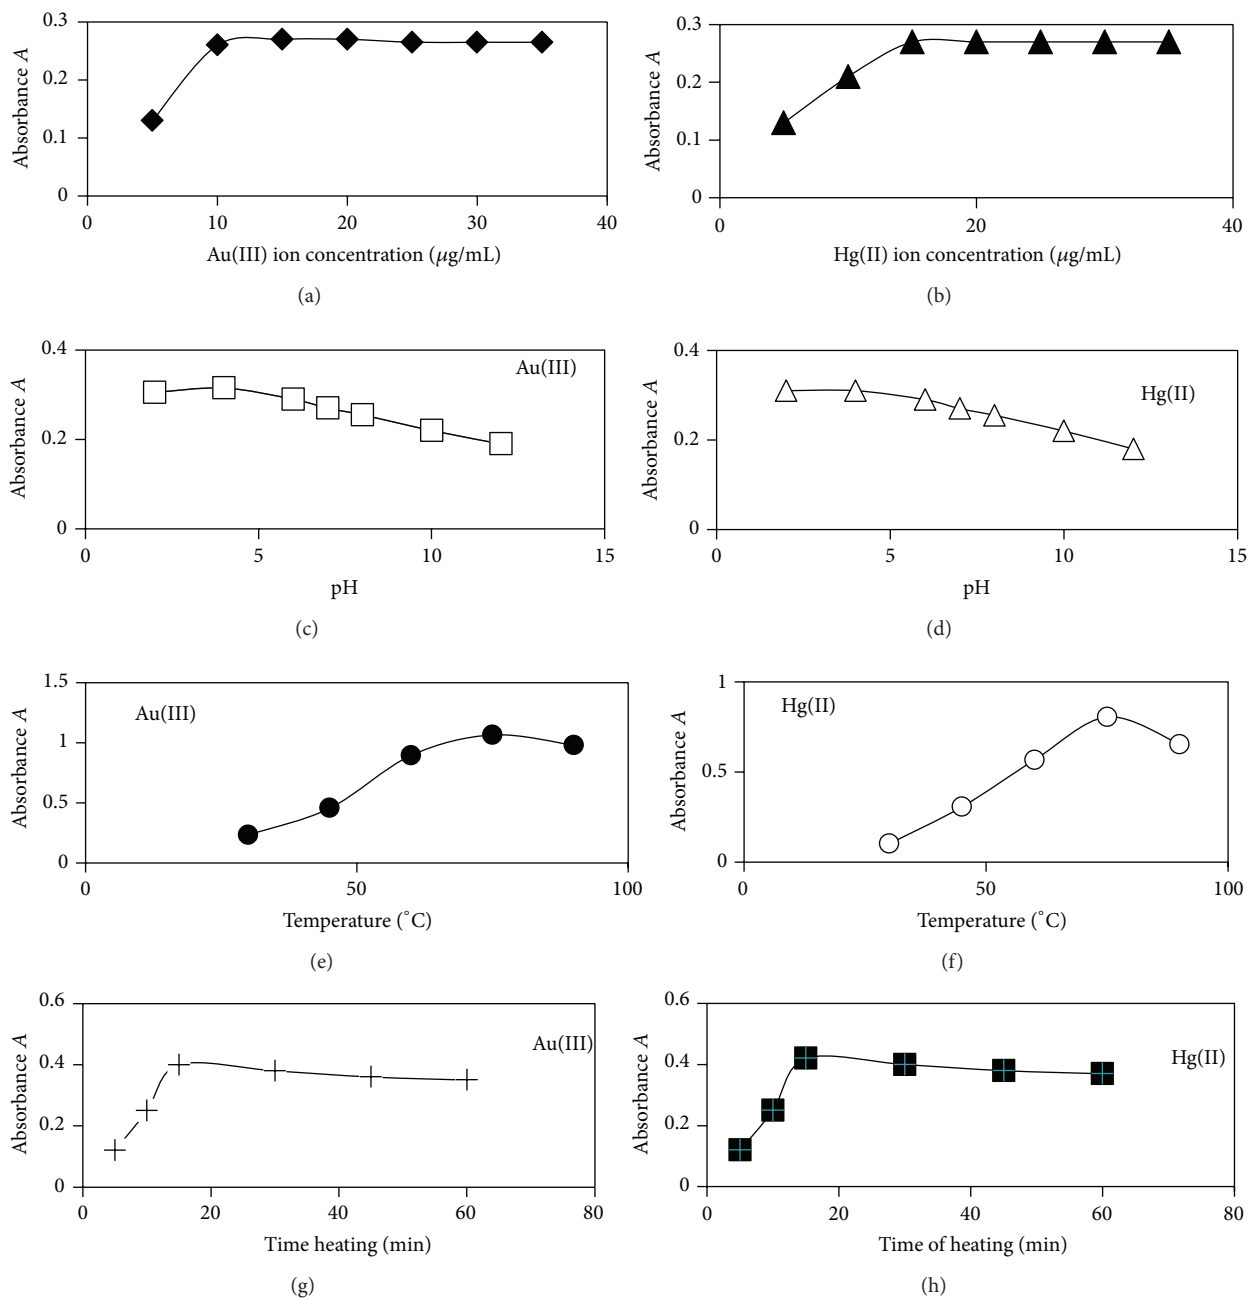 Absorbance A
0.3
0.2
0.1
0
0
10
20
30
40
Au(III) ion concentration (μg/mL)
(a)
Absorbance A
0.3
0.2
0.1
0
0
20
40
Hg(II) ion concentration (μg/mL)
(b)
Absorbance A
0.4
0.2
0
Au(III)
0
5
10
15
pH
(c)
Absorbance A
0.4
0.2
0
Hg(II)
0
5
10
15
pH
(d)
Absorbance A
1.5
1
0.5
0
Au(III)
0
50
100
Temperature (˚C)
(e)
Absorbance A
1
0.5
0
Hg(II)
0
50
100
Temperature (˚C)
(f)
Absorbance A
0.6
0.4
0.2
0
Au(III)
0
20
40
60
80
Time heating (min)
(g)
Absorbance A
0.6
0.4
0.2
0
Hg(II)
0
20
40
60
80
Time of heating (min)
(h)